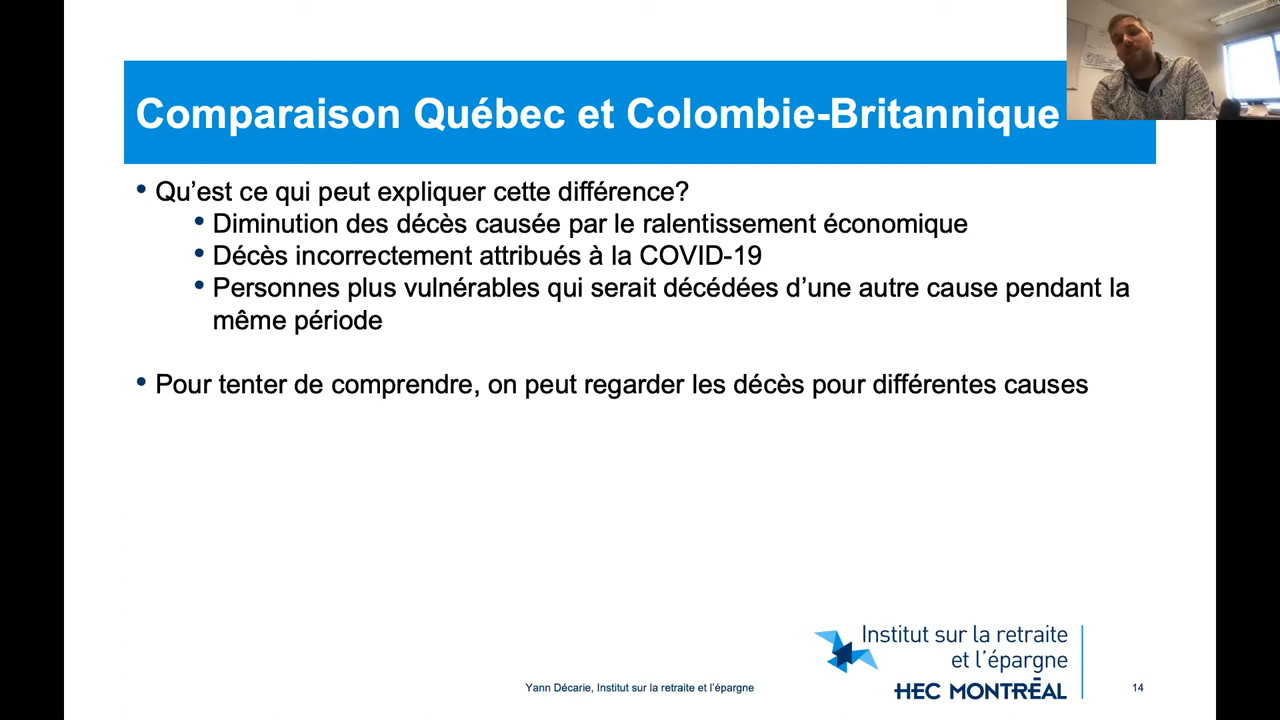 Comparaison Québec et Colombie-Britannique
• Qu’est ce qui peut expliquer cette différence?
• Diminution des décès causée par le ralentissement économique
• Décès incorrectement attribués à la COVID-19
• Personnes plus vulnérables qui serait décédées d’une autre cause pendant la
même période
• Pour tenter de comprendre, on peut regarder les décès pour différentes causes
Institut sur la retraite
et l’épargne
HEC MONTRÉAL
Yann Décarie, Institut sur la retraite et l’épargne
14